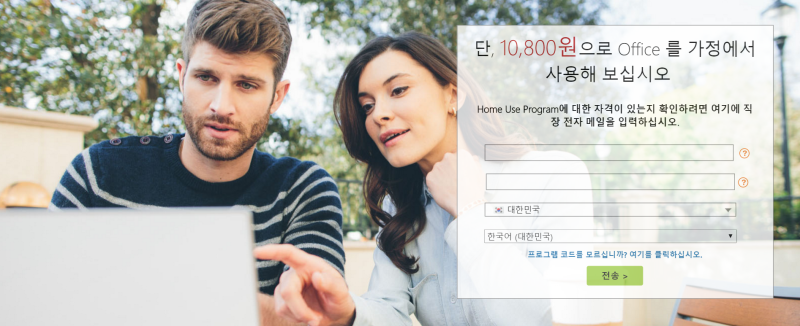 단, 10,800원으로 Office 를 가정에서
사용해 보십시오
Home Use Program에 대한 자격이 있는지 확인하려면 여기에 직
장 전자 메일을 입력하십시오.
?
?
대한민국
한국어 (대한민국)
프로그램 코드를 모르십니까? 여기를 클릭하십시오.
전송 >